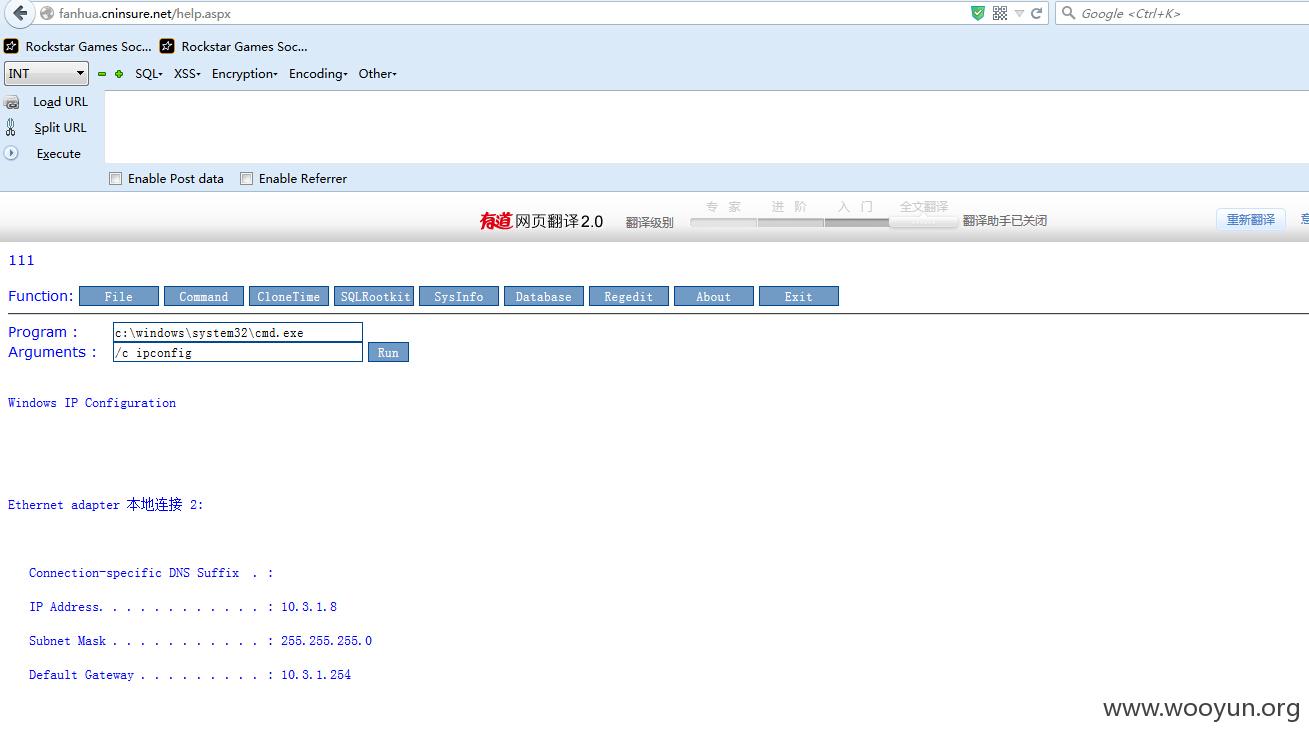 fanhua.cninsure.net/help.aspx
Google <Ctrl+K>
Rockstar Games Soc... Rockstar Games Soc...
INT SQL XSS Encryption Encoding Other
Load URL
Split URL
Execute
Enable Post data Enable Referrer
有道 网页翻译2.0 翻译级别 专 家 进 阶 入 门 全文翻译 翻译助手已关闭 重新翻译
111
Function: File Command CloneTime SQLRootkit SysInfo Database Regedit About Exit
Program : c:\windows\system32\cmd.exe
Arguments : /c ipconfig Run
Windows IP Configuration
Ethernet adapter 本地连接 2:
Connection-specific DNS Suffix . :
IP Address. . . . . . . . . . . . : 10.3.1.8
Subnet Mask . . . . . . . . . . . : 255.255.255.0
Default Gateway . . . . . . . . . : 10.3.1.254
www.wooyun.org